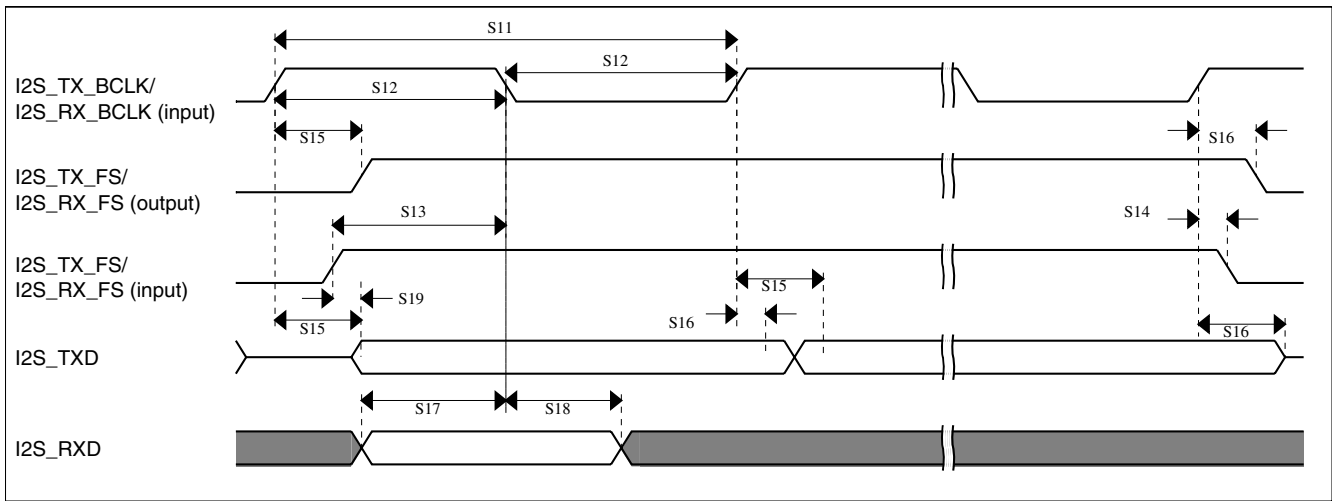 S11
I2S_TX_BCLK/
I2S_RX_BCLK (input)
S12
S12
S15
S16
I2S_TX_FS/
I2S_RX_FS (output)
S13
S14
I2S_TX_FS/
I2S_RX_FS (input)
S15
S19
S15
S16
S16
I2S_TXD
S17
S18
I2S_RXD